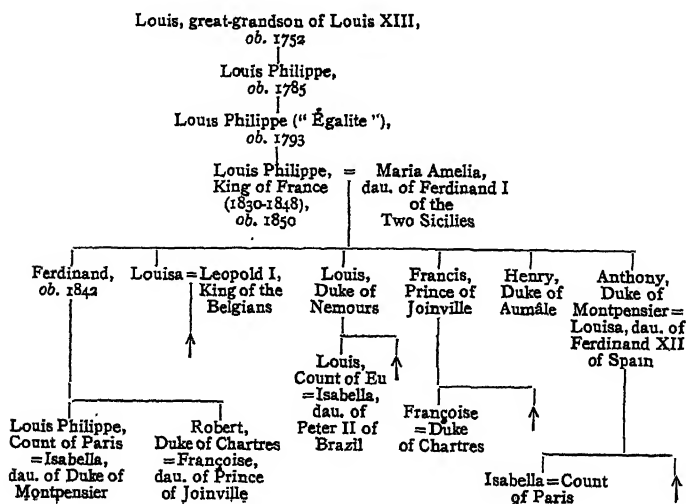 Louis, great-grandson of Louis XIII,
ob. 1752
Louis Philippe,
ob. 1785
Louis Philippe (“ Égalite ”),
ob. 1793
Louis Philippe, = Maria Amelia,
King of France dau. of Ferdinand I
(1830-1848), of the
ob. 1850 Two Sicilies
Ferdinand,
ob. 1842
Louisa = Leopold I,
King of the
Belgians
Louis,
Duke of
Nemours
Francis,
Prince of
Joinville
Henry,
Duke of
Aumâle
Anthony,
Duke of
Montpensier=
Louisa, dau. of
Ferdinand XII
of Spain
Louis,
Count of Eu
=Isabella,
dau. of
Peter II of
Brazil
Louis Philippe,
Count of Paris
=Isabella,
dau. of Duke of
Montpensier
Robert,
Duke of Chartres
=Françoise,
dau. of Prince
of Joinville
Françoise
=Duke
of Chartres
Isabella=Count
of Paris